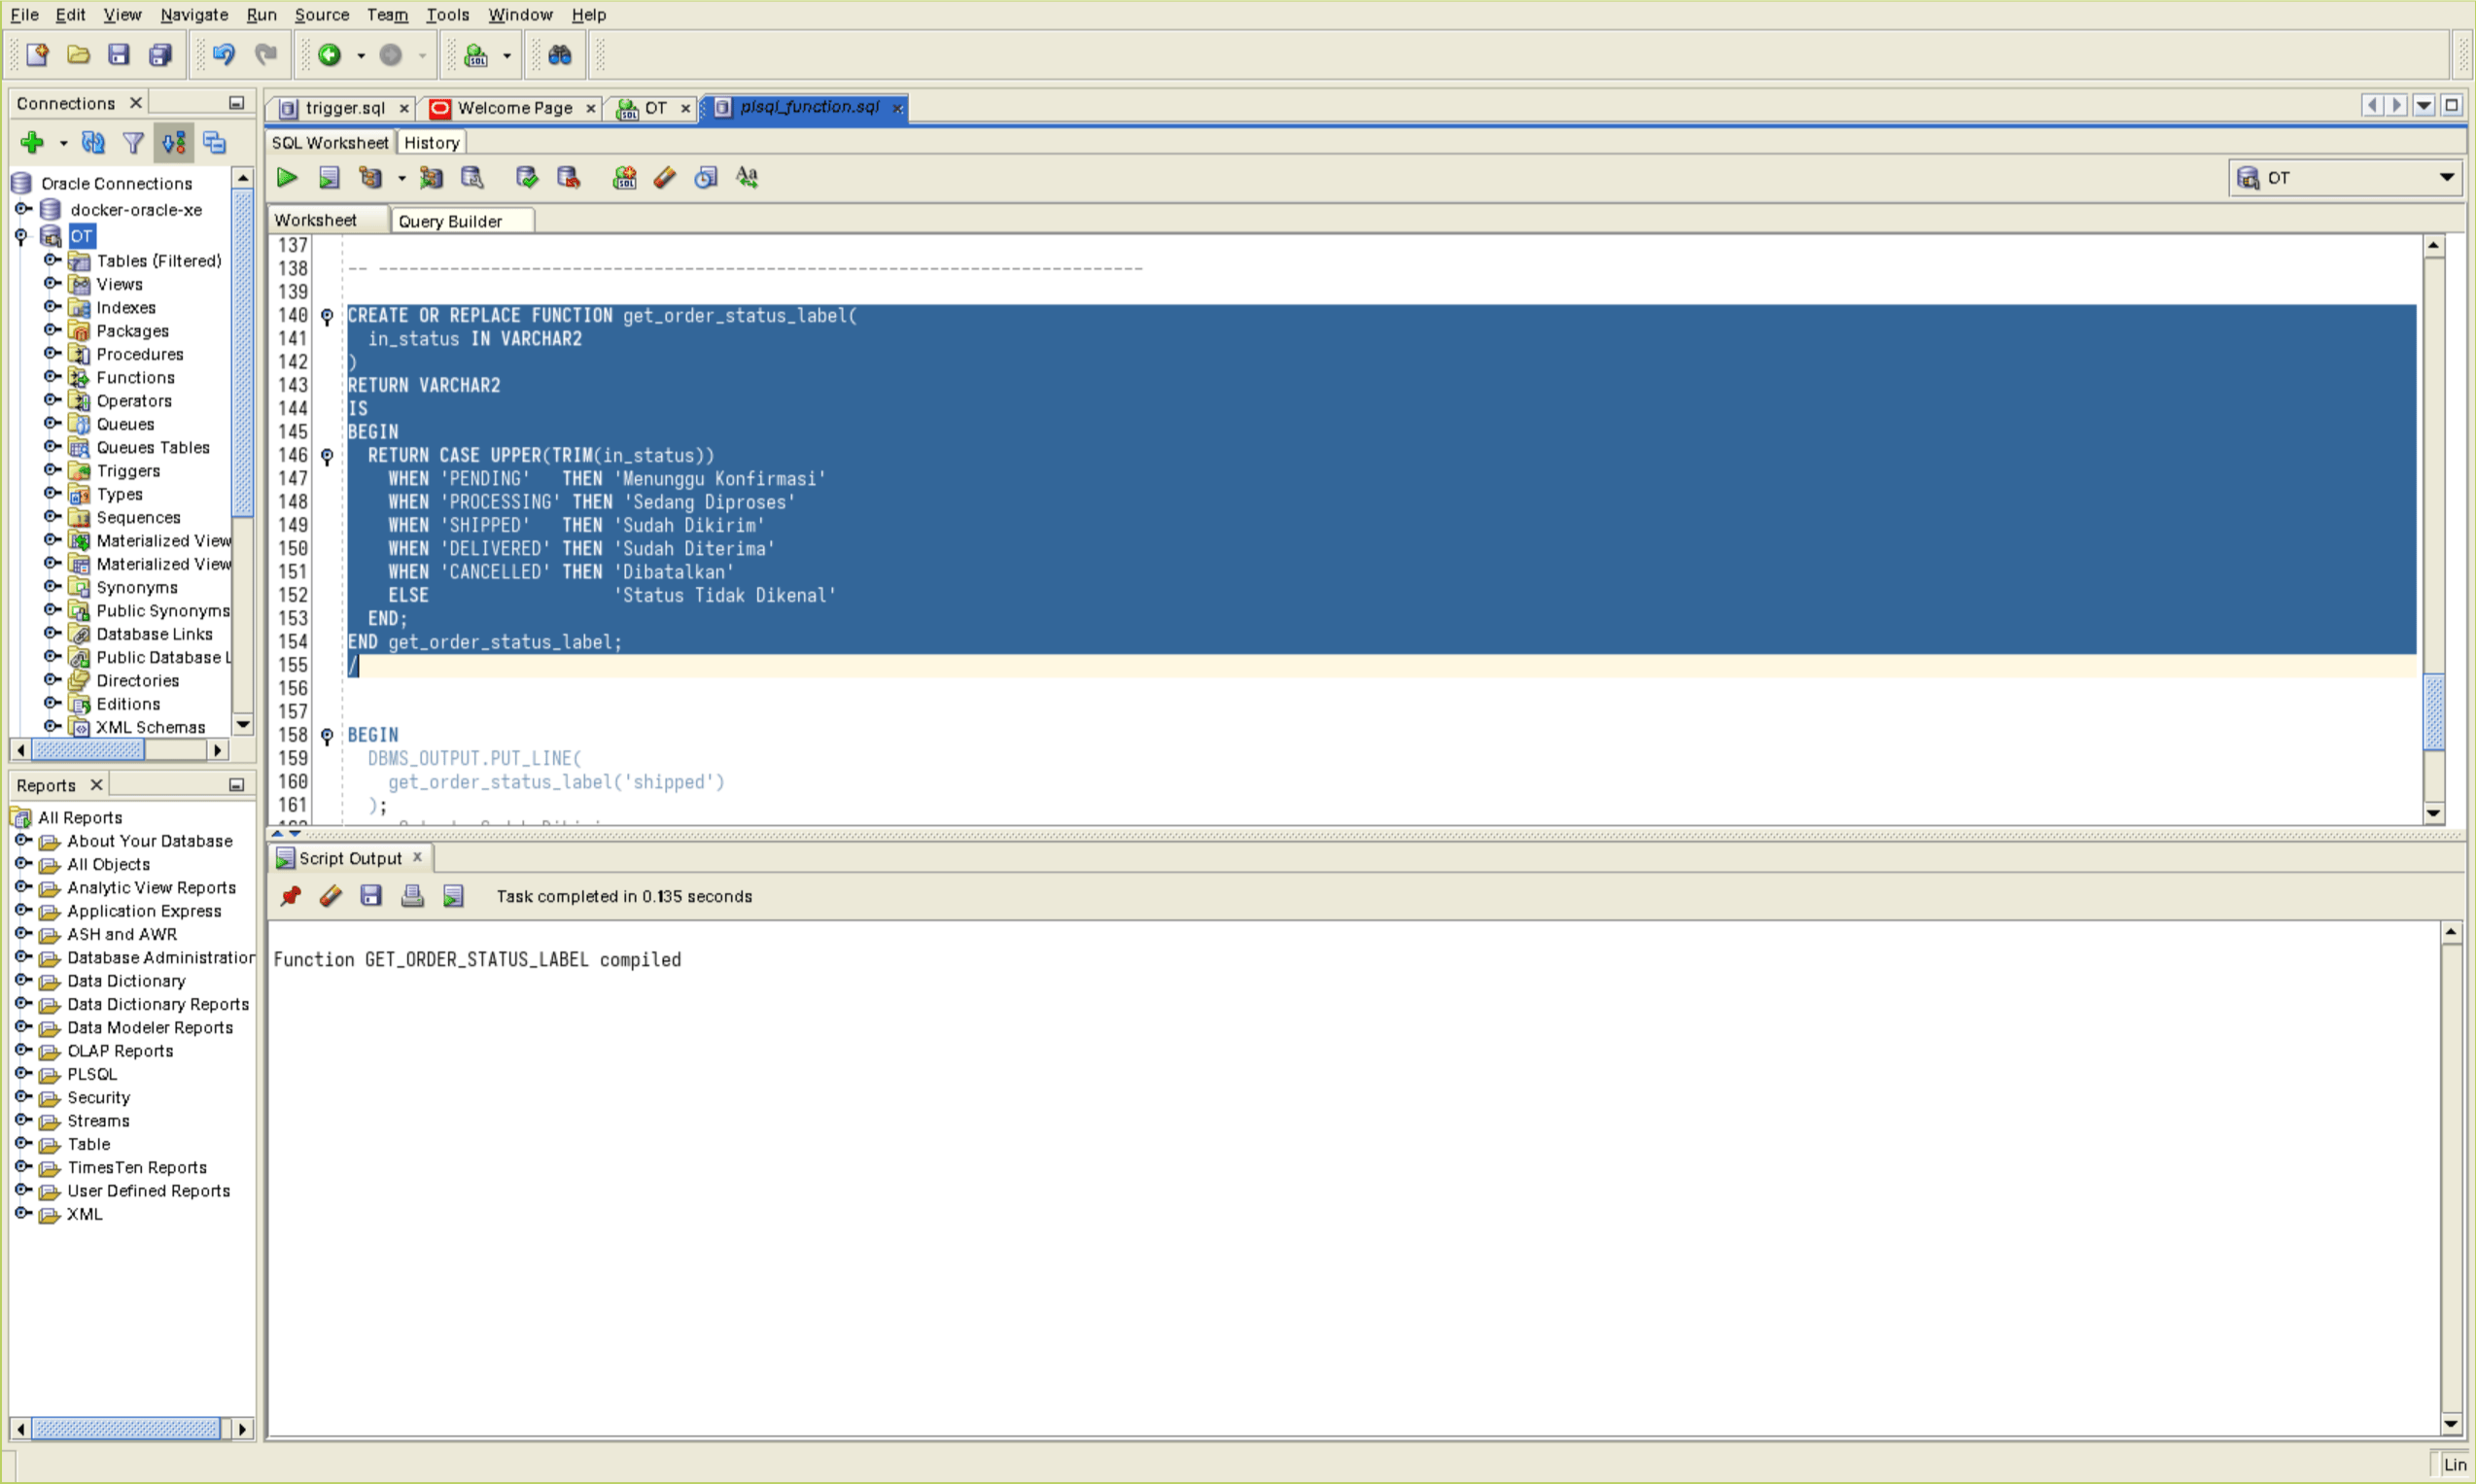 File Edit View Navigate Run Source Team Tools Window Help
Connections
Oracle Connections
docker-oracle-xe
OT
Tables (Filtered)
Views
Indexes
Packages
Procedures
Functions
Operators
Queues
Queues Tables
Triggers
Types
Sequences
Materialized View
Materialized View
Synonyms
Public Synonyms
Database Links
Public Database L
Directories
Editions
XML Schemas
Reports
All Reports
About Your Database
All Objects
Analytic View Reports
Application Express
ASH and AWR
Database Administration
Data Dictionary
Data Dictionary Reports
Data Modeler Reports
OLAP Reports
PLSQL
Security
Streams
Table
TimesTen Reports
User Defined Reports
XML
trigger.sql Welcome Page OT plsql_function.sql
SQL Worksheet History
OT
Worksheet Query Builder
137
138 -- ---------------------------------------------------------------------------
139
140 CREATE OR REPLACE FUNCTION get_order_status_label(
141 in_status IN VARCHAR2
142 )
143 RETURN VARCHAR2
144 IS
145 BEGIN
146 RETURN CASE UPPER(TRIM(in_status))
147 WHEN 'PENDING' THEN 'Menunggu Konfirmasi'
148 WHEN 'PROCESSING' THEN 'Sedang Diproses'
149 WHEN 'SHIPPED' THEN 'Sudah Dikirim'
150 WHEN 'DELIVERED' THEN 'Sudah Diterima'
151 WHEN 'CANCELLED' THEN 'Dibatalkan'
152 ELSE 'Status Tidak Dikenal'
153 END;
154 END get_order_status_label;
155 /
156
157
158 BEGIN
159 DBMS_OUTPUT.PUT_LINE(
160 get_order_status_label('shipped')
161 );
Script Output
Task completed in 0.135 seconds
Function GET_ORDER_STATUS_LABEL compiled
Lin